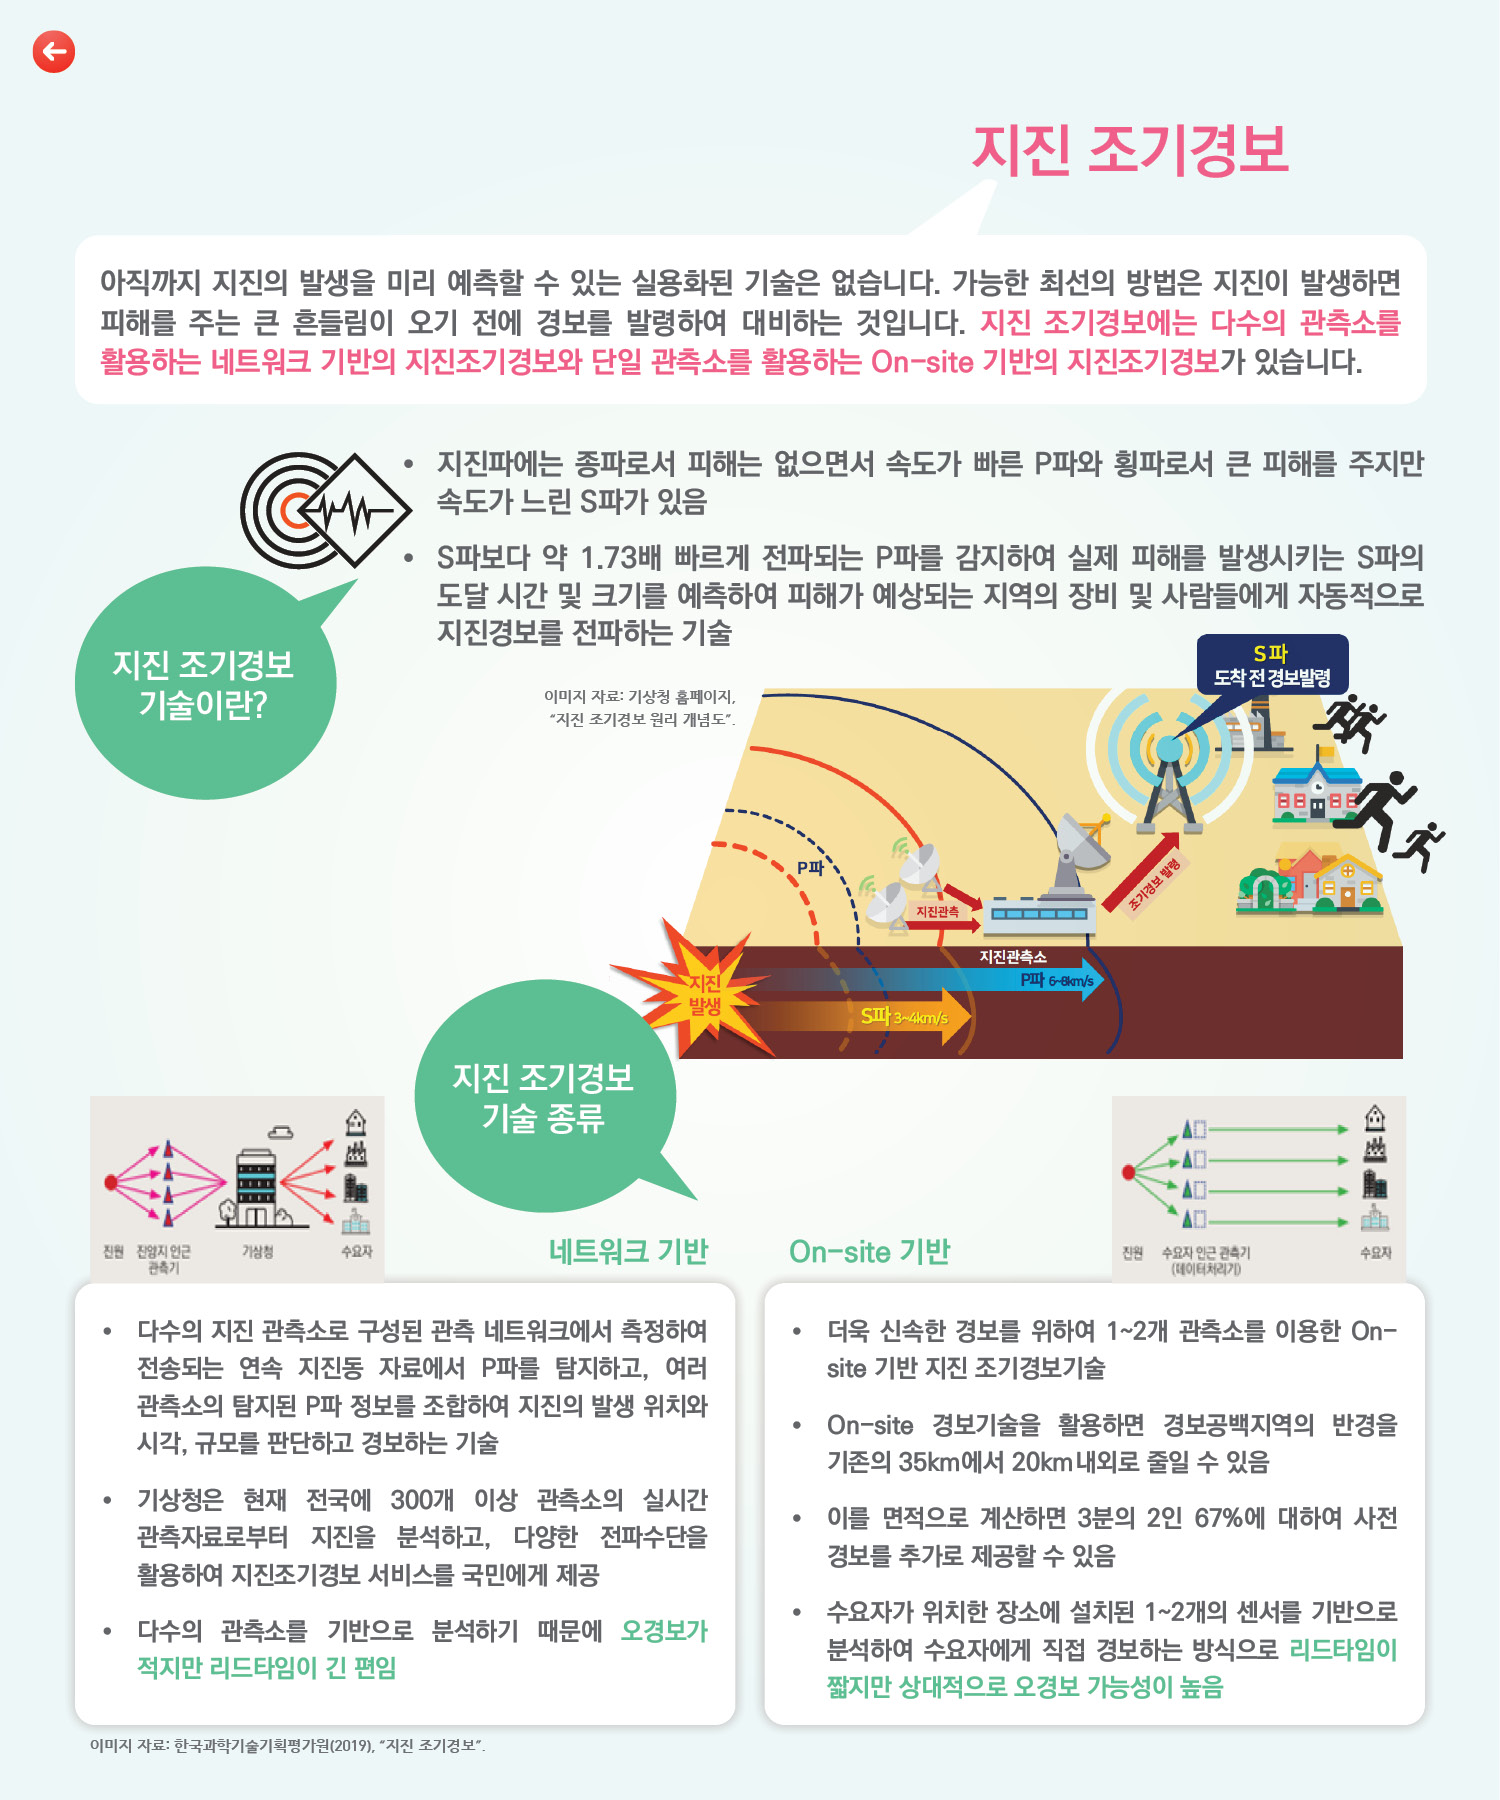 지진 조기경보
아직까지 지진의 발생을 미리 예측할 수 있는 실용화된 기술은 없습니다. 가능한 최선의 방법은 지진이 발생하면
피해를 주는 큰 흔들림이 오기 전에 경보를 발령하여 대비하는 것입니다. 지진 조기경보에는 다수의 관측소를
활용하는 네트워크 기반의 지진조기경보와 단일 관측소를 활용하는 On-site 기반의 지진조기경보가 있습니다.
• 지진파에는 종파로서 피해는 없으면서 속도가 빠른 P파와 횡파로서 큰 피해를 주지만
속도가 느린 S파가 있음
• S파보다 약 1.73배 빠르게 전파되는 P파를 감지하여 실제 피해를 발생시키는 S파의
도달 시간 및 크기를 예측하여 피해가 예상되는 지역의 장비 및 사람들에게 자동적으로
지진경보를 전파하는 기술
지진 조기경보
기술이란?
이미지 자료: 기상청 홈페이지,
“지진 조기경보 원리 개념도”.
S파
도착 전 경보발령
P파
지진관측
조기경보 발령
지진관측소
지진
발생
P파 6~8km/s
S파 3~4km/s
지진 조기경보
기술 종류
진원
진앙지 인근
관측기
기상청
수요자
네트워크 기반
On-site 기반
진원
수요자 인근 관측기
(데이터처리기)
수요자
• 다수의 지진 관측소로 구성된 관측 네트워크에서 측정하여
전송되는 연속 지진동 자료에서 P파를 탐지하고, 여러
관측소의 탐지된 P파 정보를 조합하여 지진의 발생 위치와
시각, 규모를 판단하고 경보하는 기술
• 기상청은 현재 전국에 300개 이상 관측소의 실시간
관측자료로부터 지진을 분석하고, 다양한 전파수단을
활용하여 지진조기경보 서비스를 국민에게 제공
• 다수의 관측소를 기반으로 분석하기 때문에 오경보가
적지만 리드타임이 긴 편임
• 더욱 신속한 경보를 위하여 1~2개 관측소를 이용한 On-
site 기반 지진 조기경보기술
• On-site 경보기술을 활용하면 경보공백지역의 반경을
기존의 35km에서 20km내외로 줄일 수 있음
• 이를 면적으로 계산하면 3분의 2인 67%에 대하여 사전
경보를 추가로 제공할 수 있음
• 수요자가 위치한 장소에 설치된 1~2개의 센서를 기반으로
분석하여 수요자에게 직접 경보하는 방식으로 리드타임이
짧지만 상대적으로 오경보 가능성이 높음
이미지 자료: 한국과학기술기획평가원(2019), “지진 조기경보”.